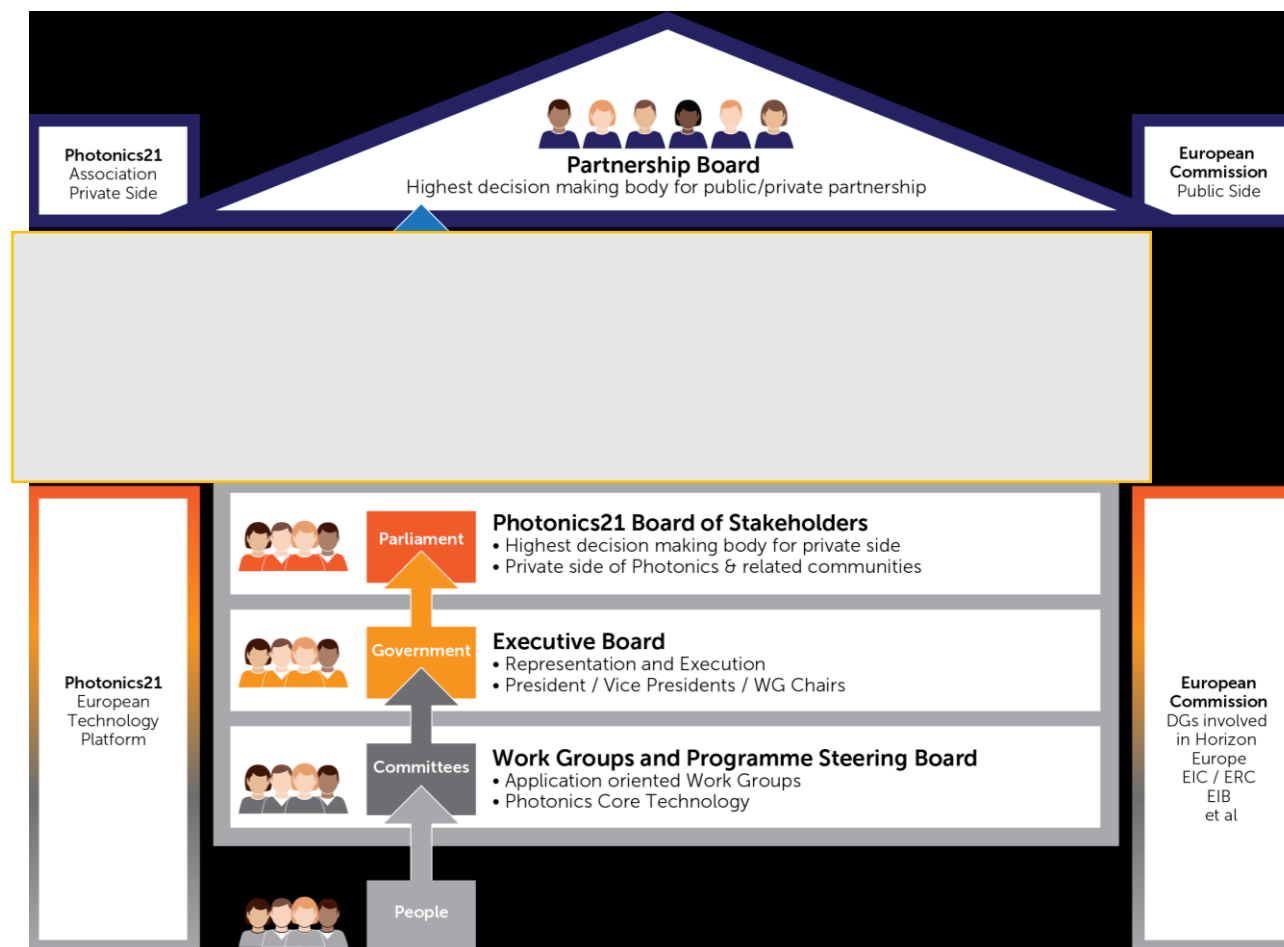 Photonics21
Association
Private Side
Partnership Board
Highest decision making body for public/private partnership
European
Commission
Public Side
Photonics21
European
Technology
Platform
Parliament
Photonics21 Board of Stakeholders
• Highest decision making body for private side
• Private side of Photonics & related communities
Government
Executive Board
• Representation and Execution
• President / Vice Presidents / WG Chairs
Committees
Work Groups and Programme Steering Board
• Application oriented Work Groups
• Photonics Core Technology
People
European
Commission
DGs involved
in Horizon
Europe
EIC / ERC
EIB
et al